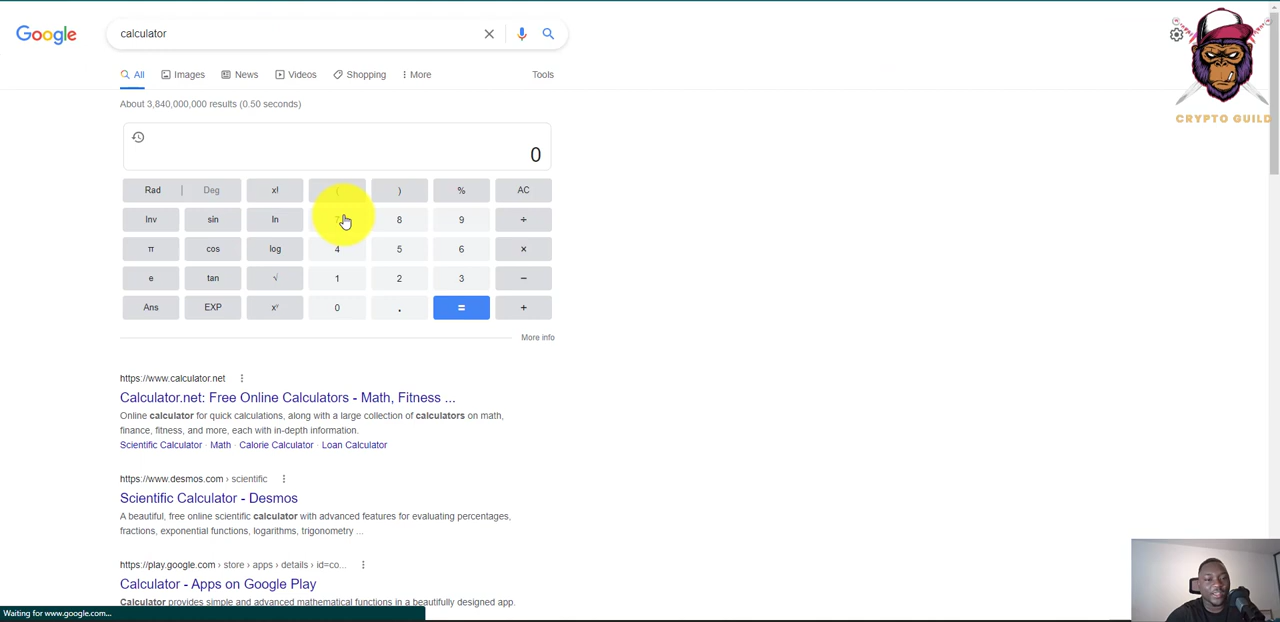 Google
calculator
All
Images
News
Videos
Shopping
More
Tools
CRYPTO GUILD
About 3,840,000,000 results (0.50 seconds)
0
Rad | Deg x! ( ) % AC
Inv sin ln 7 8 9 ÷
π cos log 4 5 6 ×
e tan √ 1 2 3 −
Ans EXP xʸ 0 . = +
More info
https://www.calculator.net
Calculator.net: Free Online Calculators - Math, Fitness ...
Online calculator for quick calculations, along with a large collection of calculators on math,
finance, fitness, and more, each with in-depth information.
Scientific Calculator · Math · Calorie Calculator · Loan Calculator
https://www.desmos.com › scientific
Scientific Calculator - Desmos
A beautiful, free online scientific calculator with advanced features for evaluating percentages,
fractions, exponential functions, logarithms, trigonometry ...
https://play.google.com › store › apps › details › id=co...
Calculator - Apps on Google Play
Calculator provides simple and advanced mathematical functions in a beautifully designed app.
Waiting for www.google.com...